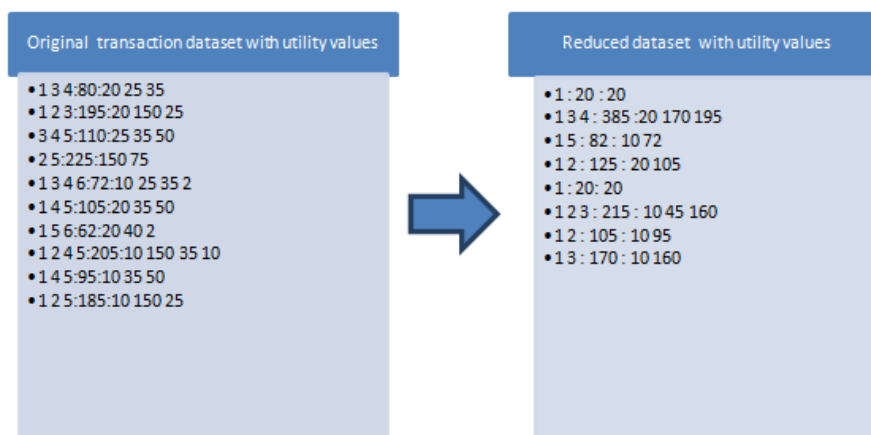 Original transaction dataset with utility values
•1 3 4:80:20 25 35
•1 2 3:195:20 150 25
•3 4 5:110:25 35 50
•2 5:225:150 75
•1 3 4 6:72:10 25 35 2
•1 4 5:105:20 35 50
•1 5 6:62:20 40 2
•1 2 4 5:205:10 150 35 10
•1 4 5:95:10 35 50
•1 2 5:185:10 150 25
Reduced dataset with utility values
•1 : 20 : 20
•1 3 4 : 385 :20 170 195
•1 5 : 82 : 10 72
•1 2 : 125 : 20 105
•1 : 20: 20
•1 2 3 : 215 : 10 45 160
•1 2 : 105 : 10 95
•1 3 : 170 : 10 160